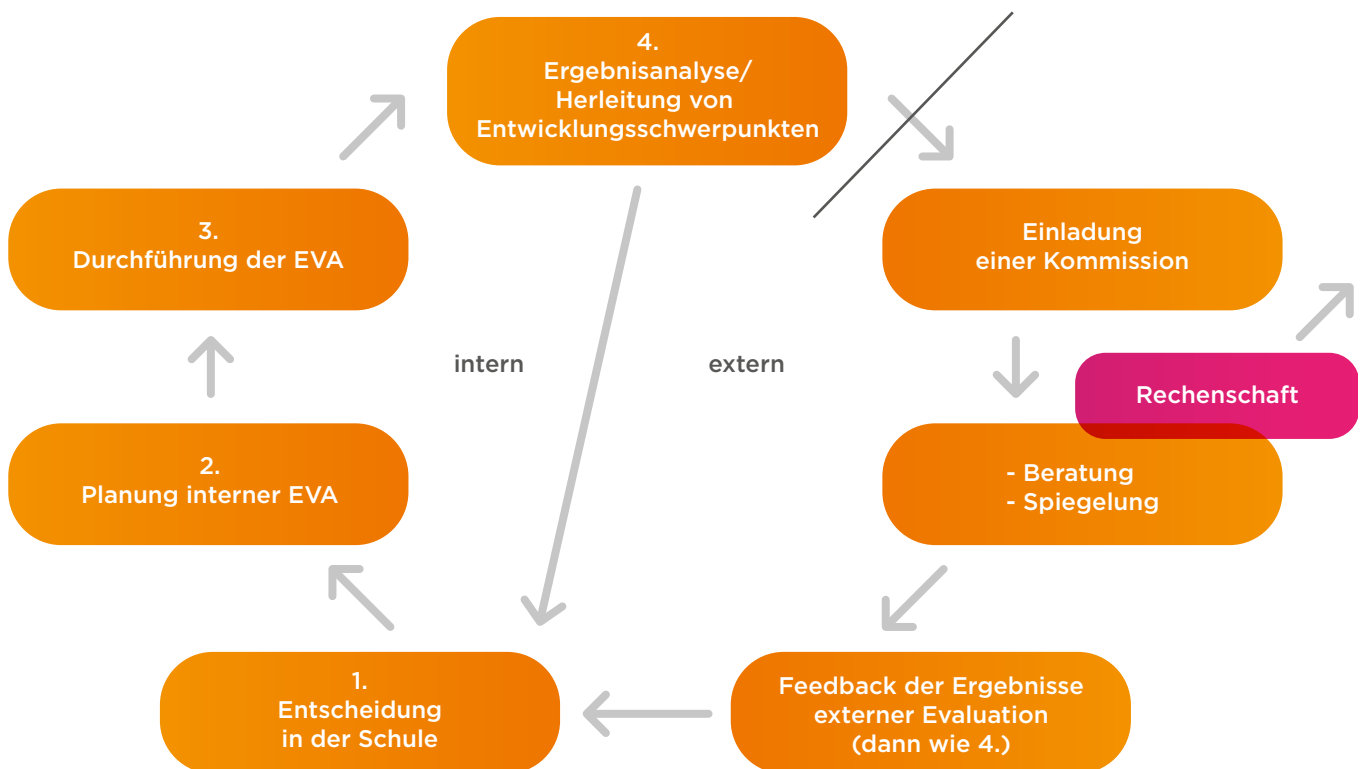 4.
Ergebnisanalyse/
Herleitung von
Entwicklungsschwerpunkten
3.
Durchführung der EVA
Einladung
einer Kommission
intern
extern
Rechenschaft
2.
Planung interner EVA
- Beratung
- Spiegelung
1.
Entscheidung
in der Schule
Feedback der Ergebnisse
externer Evaluation
(dann wie 4.)